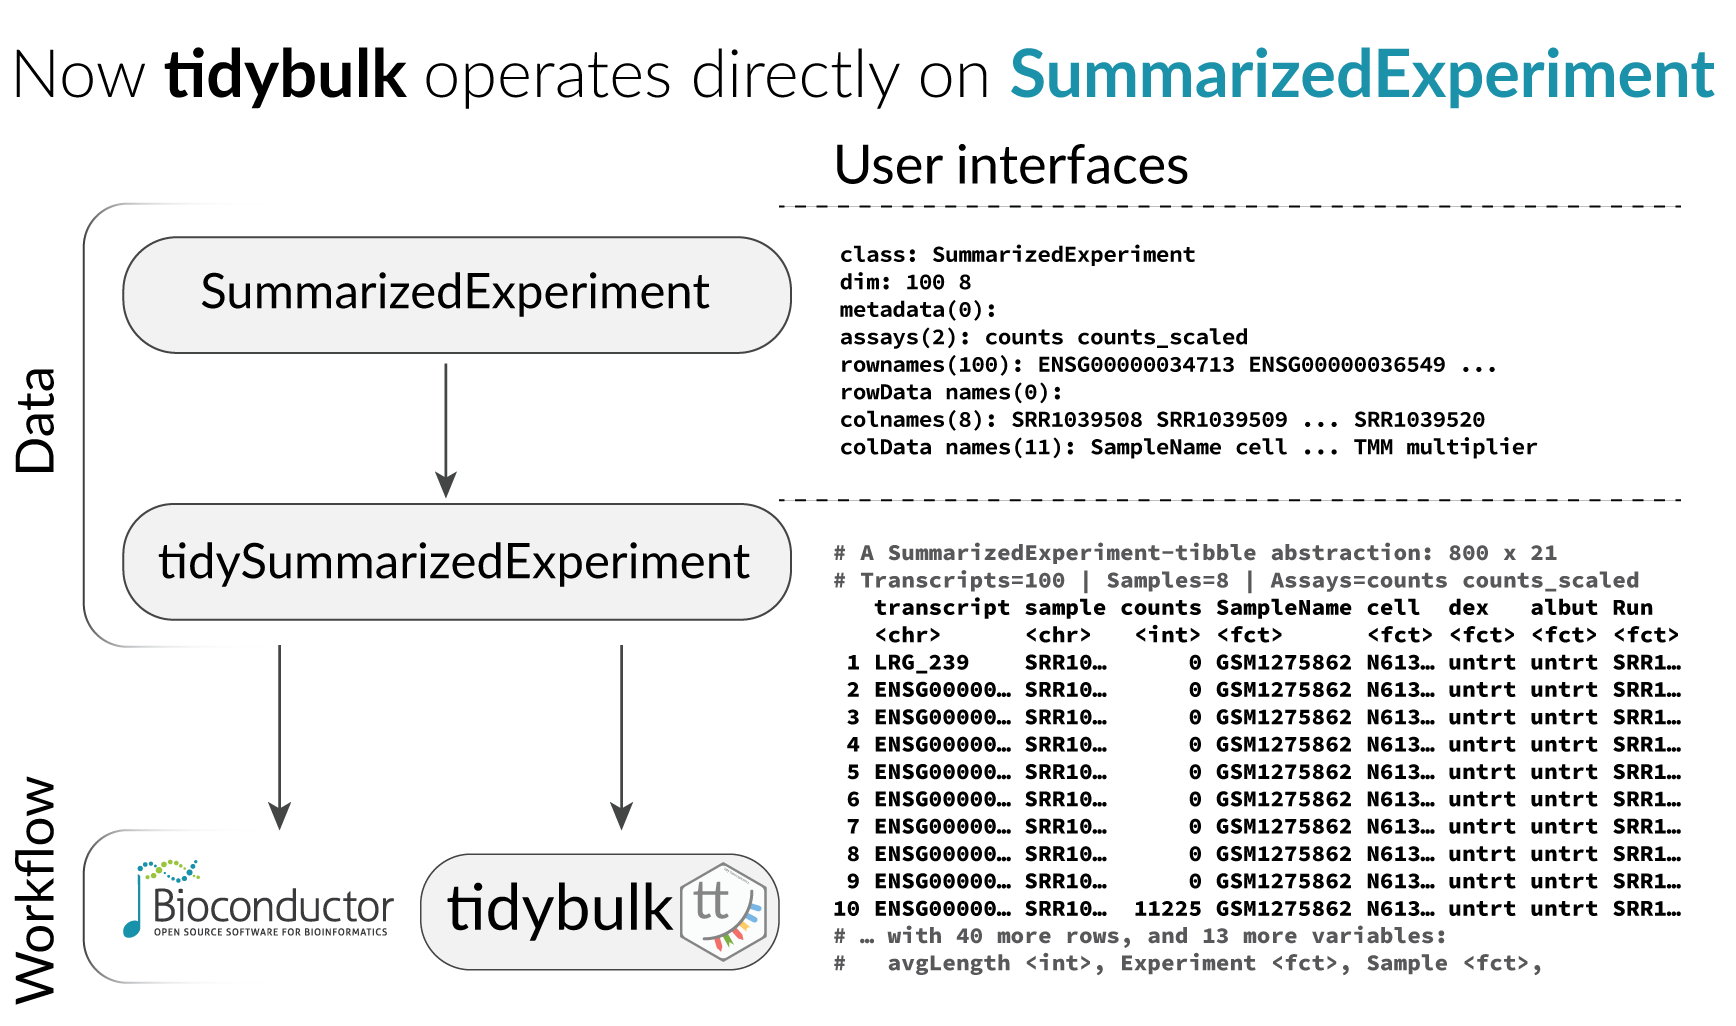 Now tidybulk operates directly on SummarizedExperiment
User interfaces
Data
SummarizedExperiment
tidySummarizedExperiment
class: SummarizedExperiment
dim: 100 8
metadata(0):
assays(2): counts counts_scaled
rownames(100): ENSG00000034713 ENSG00000036549 ...
rowData names(0):
colnames(8): SRR1039508 SRR1039509 ... SRR1039520
colData names(11): SampleName cell ... TMM multiplier
# A SummarizedExperiment-tibble abstraction: 800 x 21
# Transcripts=100 | Samples=8 | Assays=counts counts_scaled
transcript sample counts SampleName cell dex albut Run
<chr> <chr> <int> <fct> <fct> <fct> <fct> <fct>
1 LRG_239 SRR10… 0 GSM1275862 N613… untrt untrt SRR1…
2 ENSG00000… SRR10… 0 GSM1275862 N613… untrt untrt SRR1…
3 ENSG00000… SRR10… 0 GSM1275862 N613… untrt untrt SRR1…
4 ENSG00000… SRR10… 0 GSM1275862 N613… untrt untrt SRR1…
5 ENSG00000… SRR10… 0 GSM1275862 N613… untrt untrt SRR1…
6 ENSG00000… SRR10… 0 GSM1275862 N613… untrt untrt SRR1…
7 ENSG00000… SRR10… 0 GSM1275862 N613… untrt untrt SRR1…
8 ENSG00000… SRR10… 0 GSM1275862 N613… untrt untrt SRR1…
9 ENSG00000… SRR10… 0 GSM1275862 N613… untrt untrt SRR1…
10 ENSG00000… SRR10… 11225 GSM1275862 N613… untrt untrt SRR1…
# … with 40 more rows, and 13 more variables:
# avgLength <int>, Experiment <fct>, Sample <fct>,
Workflow
Bioconductor
OPEN SOURCE SOFTWARE FOR BIOINFORMATICS
tidybulk
tt